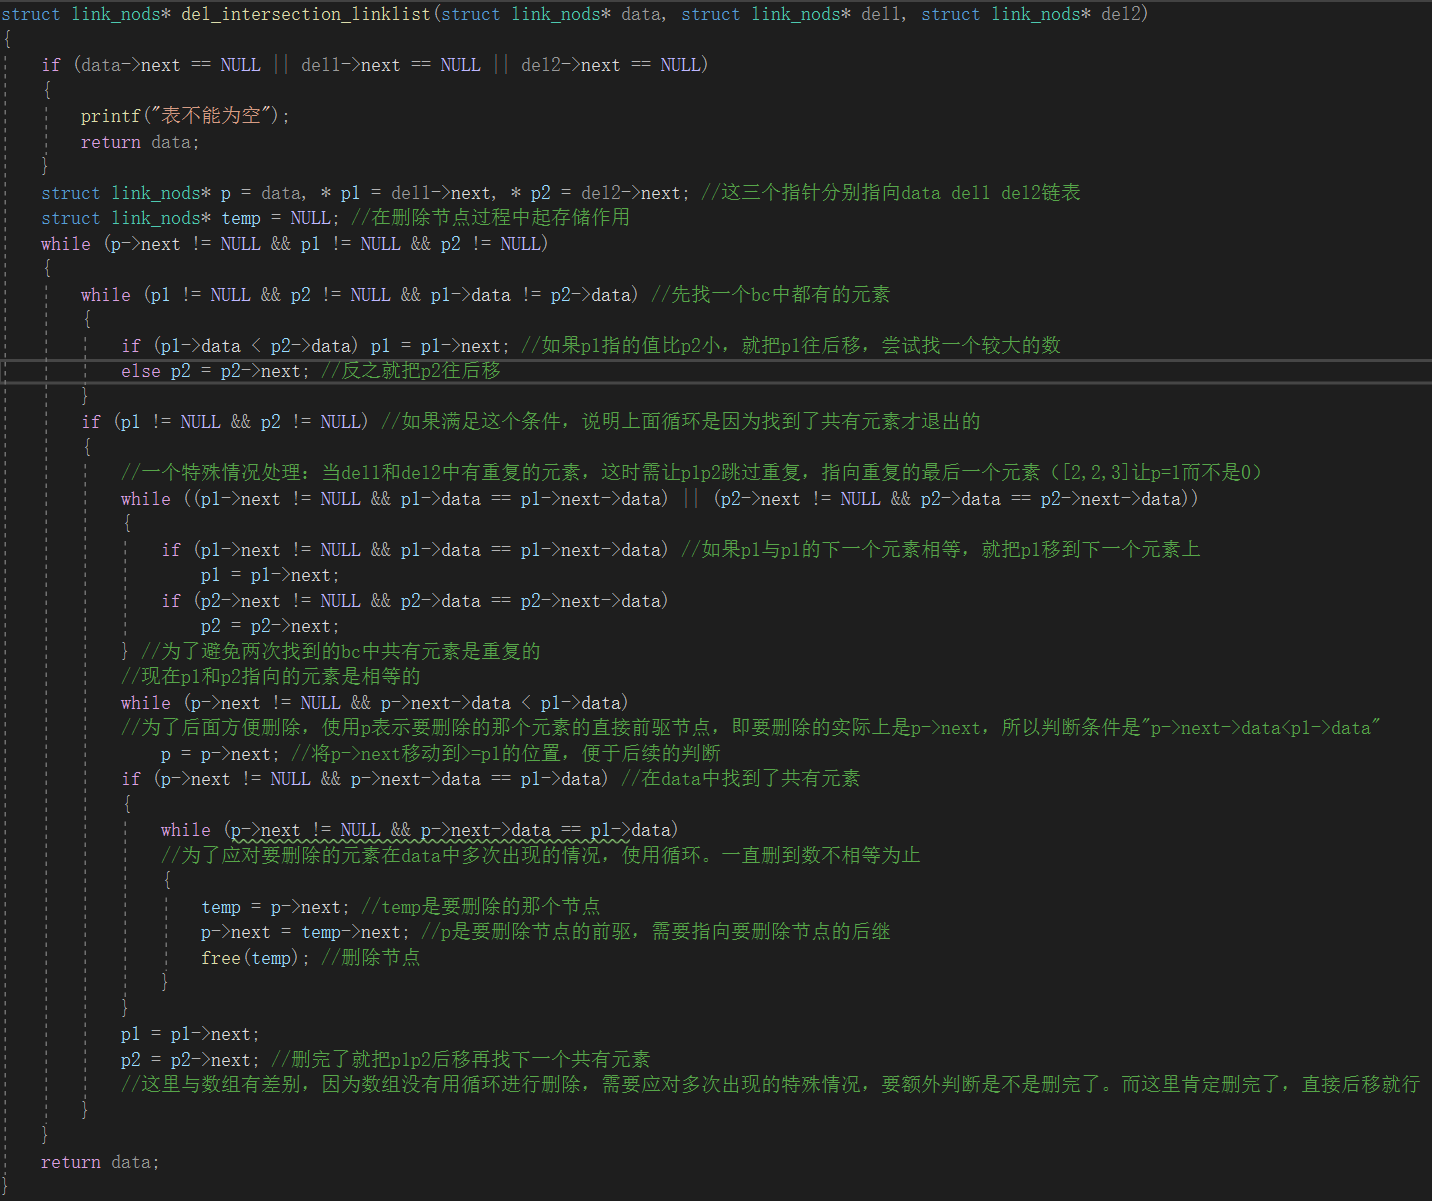 struct link_nods* del_intersection_linklist(struct link_nods* data, struct link_nods* del1, struct link_nods* del2)
{
if (data->next == NULL || del1->next == NULL || del2->next == NULL)
{
printf("表不能为空");
return data;
}
struct link_nods* p = data, * p1 = del1->next, * p2 = del2->next; //这三个指针分别指向data del1 del2链表
struct link_nods* temp = NULL; //在删除节点过程中起存储作用
while (p->next != NULL && p1 != NULL && p2 != NULL)
{
while (p1 != NULL && p2 != NULL && p1->data != p2->data) //先找一个bc中都有的元素
{
if (p1->data < p2->data) p1 = p1->next; //如果p1指的值比p2小，就把p1往后移，尝试找一个较大的数
else p2 = p2->next; //反之就把p2往后移
}
if (p1 != NULL && p2 != NULL) //如果满足这个条件，说明上面循环是因为找到了共有元素才退出的
{
//一个特殊情况处理：当del1和del2中有重复的元素，这时需让p1p2跳过重复，指向重复的最后一个元素（[2,2,3]让p=1而不是0）
while ((p1->next != NULL && p1->data == p1->next->data) || (p2->next != NULL && p2->data == p2->next->data))
{
if (p1->next != NULL && p1->data == p1->next->data) //如果p1与p1的下一个元素相等，就把p1移到下一个元素上
p1 = p1->next;
if (p2->next != NULL && p2->data == p2->next->data)
p2 = p2->next;
} //为了避免两次找到的bc中共有元素是重复的
//现在p1和p2指向的元素是相等的
while (p->next != NULL && p->next->data < p1->data)
//为了后面方便删除，使用p表示要删除的那个元素的直接前驱节点，即要删除的实际上是p->next，所以判断条件是"p->next->data<p1->data"
p = p->next; //将p->next移动到>=p1的位置，便于后续的判断
if (p->next != NULL && p->next->data == p1->data) //在data中找到了共有元素
{
while (p->next != NULL && p->next->data == p1->data)
//为了应对要删除的元素在data中多次出现的情况，使用循环。一直删到数不相等为止
{
temp = p->next; //temp是要删除的那个节点
p->next = temp->next; //p是要删除节点的前驱，需要指向要删除节点的后继
free(temp); //删除节点
}
}
p1 = p1->next;
p2 = p2->next; //删完了就把p1p2后移再找下一个共有元素
//这里与数组有差别，因为数组没有用循环进行删除，需要应对多次出现的特殊情况，要额外判断是不是删完了。而这里肯定删完了，直接后移就行
}
}
return data;
}